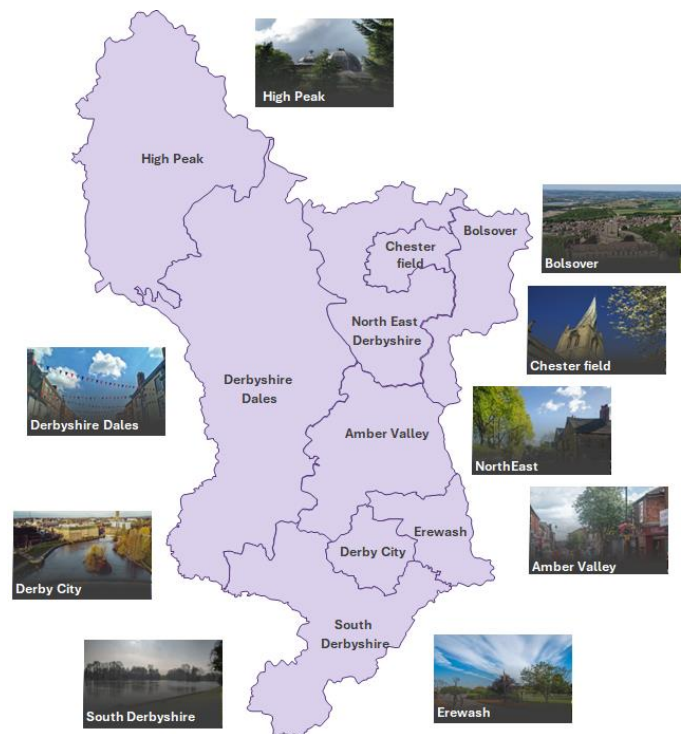 High Peak
High Peak
Bolsover
Chester
field
Bolsover
North East
Derbyshire
Chester field
Derbyshire
Dales
Derbyshire Dales
Amber Valley
NorthEast
Erewash
Derby City
Amber Valley
Derby City
South
Derbyshire
South Derbyshire
Erewash